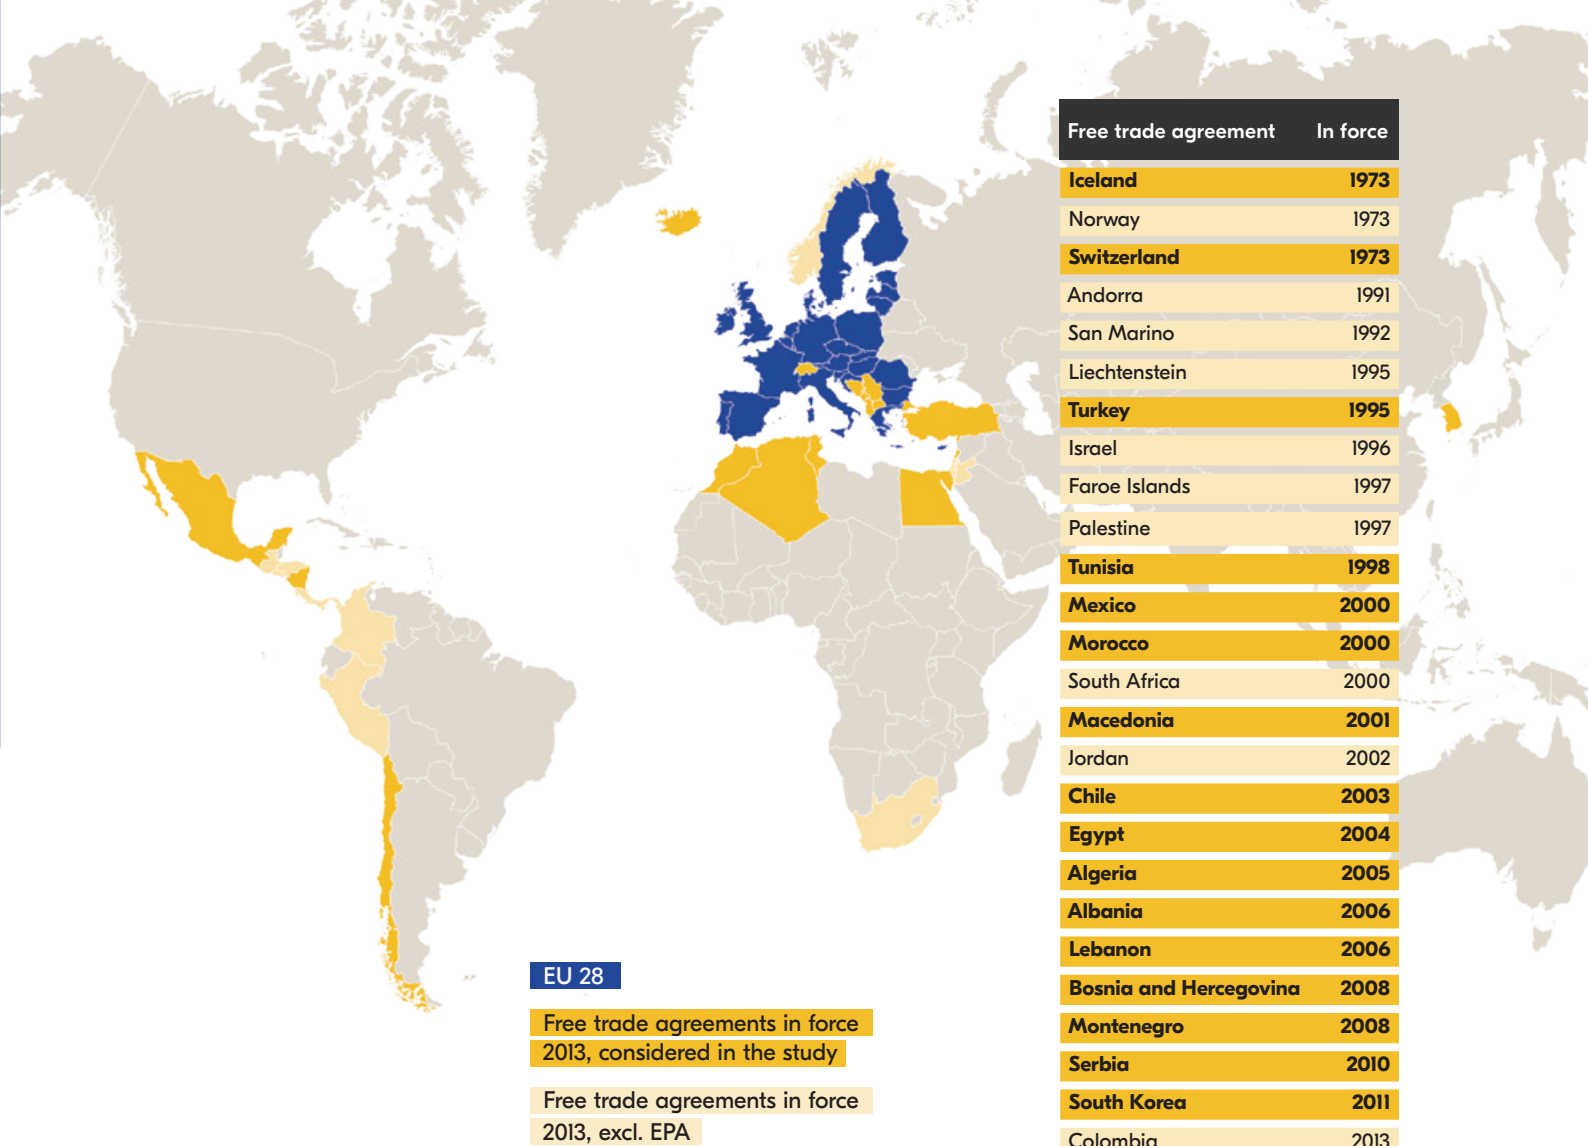 Free trade agreement In force
Iceland 1973
Norway 1973
Switzerland 1973
Andorra 1991
San Marino 1992
Liechtenstein 1995
Turkey 1995
Israel 1996
Faroe Islands 1997
Palestine 1997
Tunisia 1998
Mexico 2000
Morocco 2000
South Africa 2000
Macedonia 2001
Jordan 2002
Chile 2003
Egypt 2004
Algeria 2005
Albania 2006
Lebanon 2006
Bosnia and Hercegovina 2008
Montenegro 2008
Serbia 2010
South Korea 2011
Colombia 2013
EU 28
Free trade agreements in force
2013, considered in the study
Free trade agreements in force
2013, excl. EPA